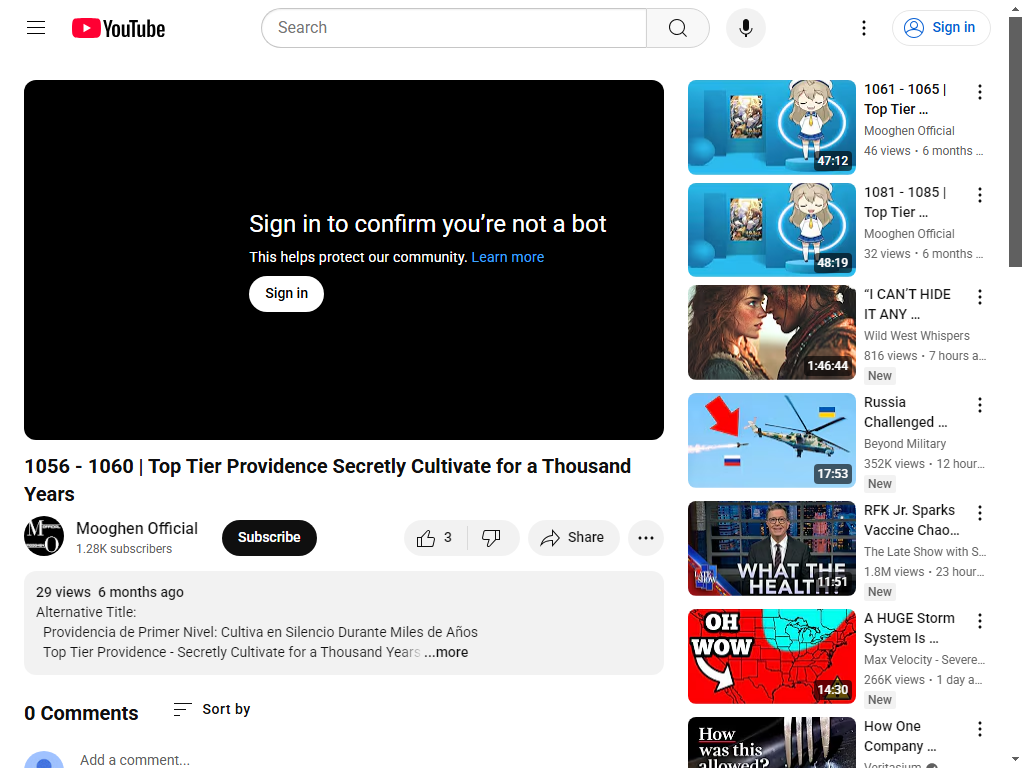 YouTube
Search
Sign in
Sign in to confirm you’re not a bot
This helps protect our community. Learn more
Sign in
1056 - 1060 | Top Tier Providence Secretly Cultivate for a Thousand
Years
Mooghen Official
1.28K subscribers
Subscribe
3
Share
29 views 6 months ago
Alternative Title:
Providencia de Primer Nivel: Cultiva en Silencio Durante Miles de Años
Top Tier Providence - Secretly Cultivate for a Thousand Years ...more
0 Comments
Sort by
Add a comment...
47:12
1061 - 1065 |
Top Tier ...
Mooghen Official
46 views • 6 months ...
48:19
1081 - 1085 |
Top Tier ...
Mooghen Official
32 views • 6 months ...
1:46:44
“I CAN’T HIDE
IT ANY ...
Wild West Whispers
816 views • 7 hours a...
New
17:53
Russia
Challenged ...
Beyond Military
352K views • 12 hour...
New
WHAT THE
HEALT
11:51
RFK Jr. Sparks
Vaccine Chao...
The Late Show with S...
1.8M views • 23 hour...
New
OH
WOW
14:30
A HUGE Storm
System Is ...
Max Velocity - Severe...
266K views • 1 day a...
New
How
was this
allowed?
How One
Company ...
Veritasium